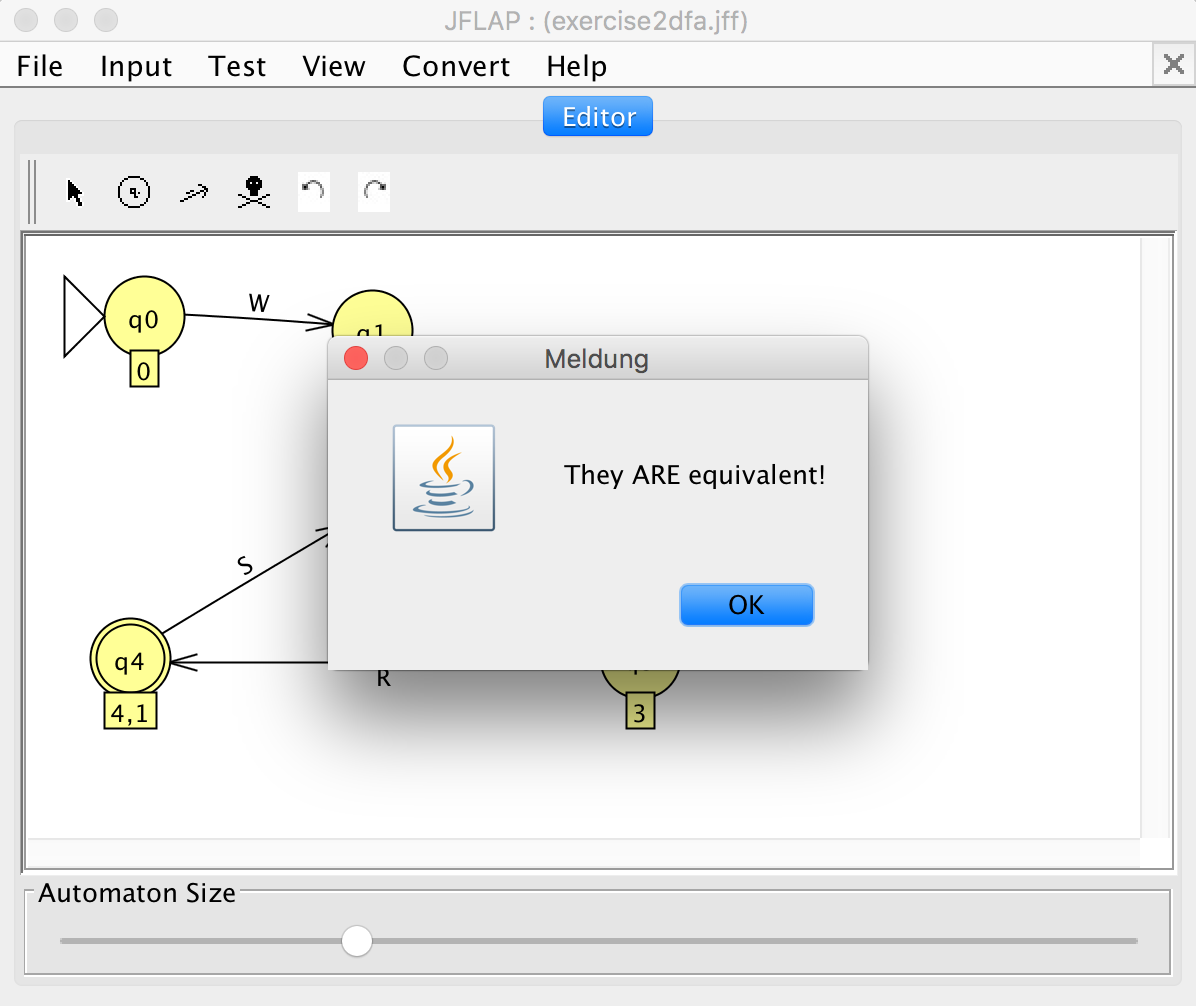 JFLAP : (exercise2dfa.jff)
File Input Test View Convert Help
Editor
q0
W
q1
0
Meldung
They ARE equivalent!
S
OK
q4
R
4,1
3
Automaton Size